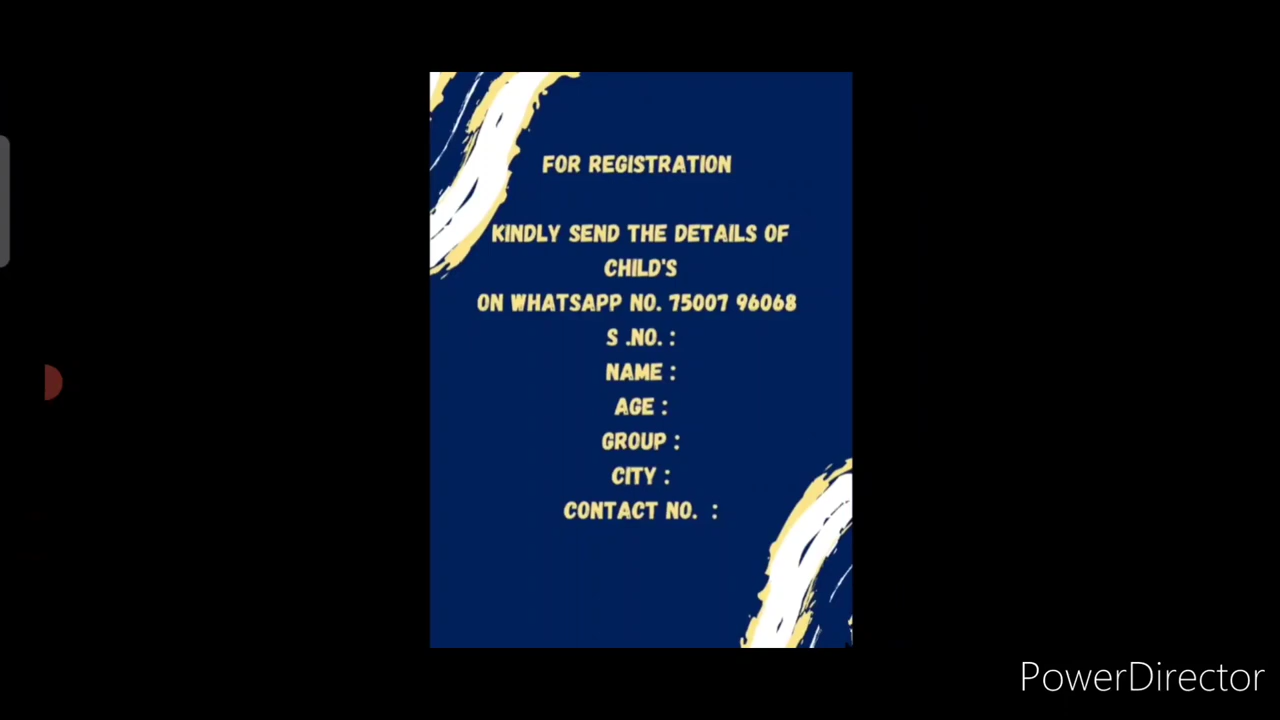 FOR REGISTRATION
KINDLY SEND THE DETAILS OF
CHILD'S
ON WHATSAPP NO. 75007 96068
S .NO. :
NAME :
AGE :
GROUP :
CITY :
CONTACT NO.  :
PowerDirector